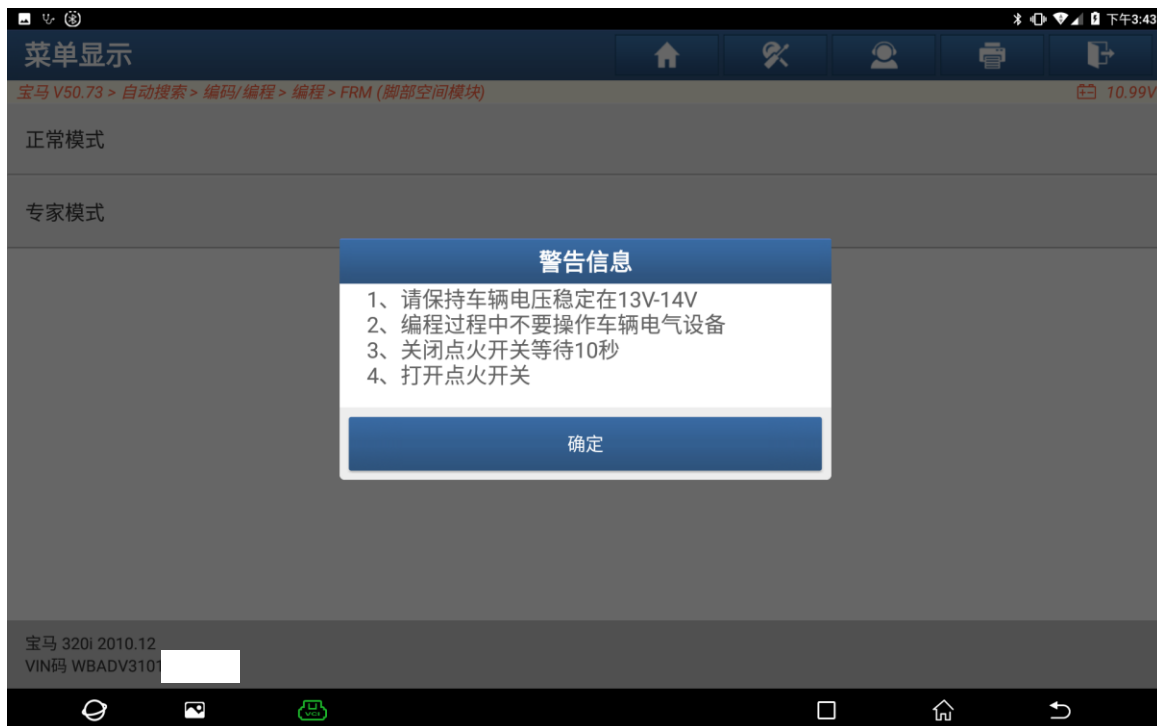 下午3:43
菜单显示
宝马 V50.73 > 自动搜索 > 编码/编程 > 编程 > FRM (脚部空间模块)
10.99V
正常模式
专家模式
警告信息
1、请保持车辆电压稳定在13V-14V
2、编程过程中不要操作车辆电气设备
3、关闭点火开关等待10秒
4、打开点火开关
确定
宝马 320i 2010.12
VIN码 WBADV3101
VCI